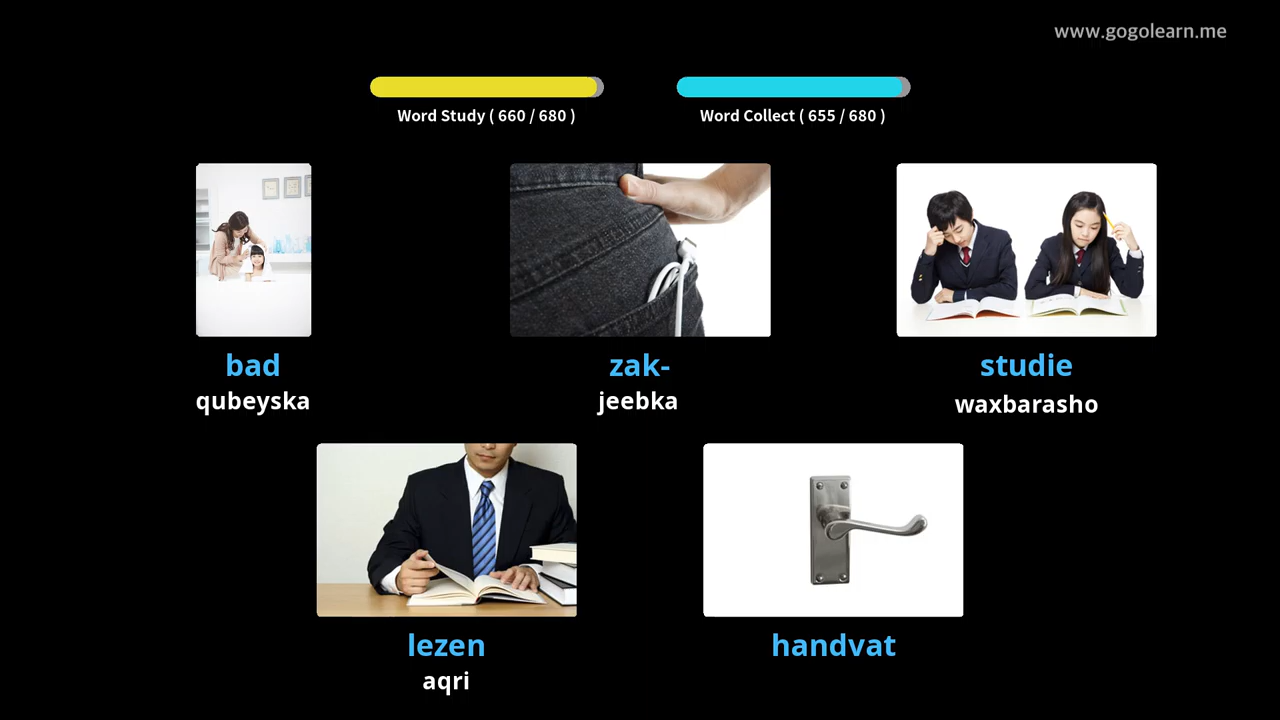 www.gogolearn.me
Word Study ( 660 / 680 )
Word Collect ( 655 / 680 )
bad
qubeyska
zak-
jeebka
studie
waxbarasho
lezen
aqri
handvat